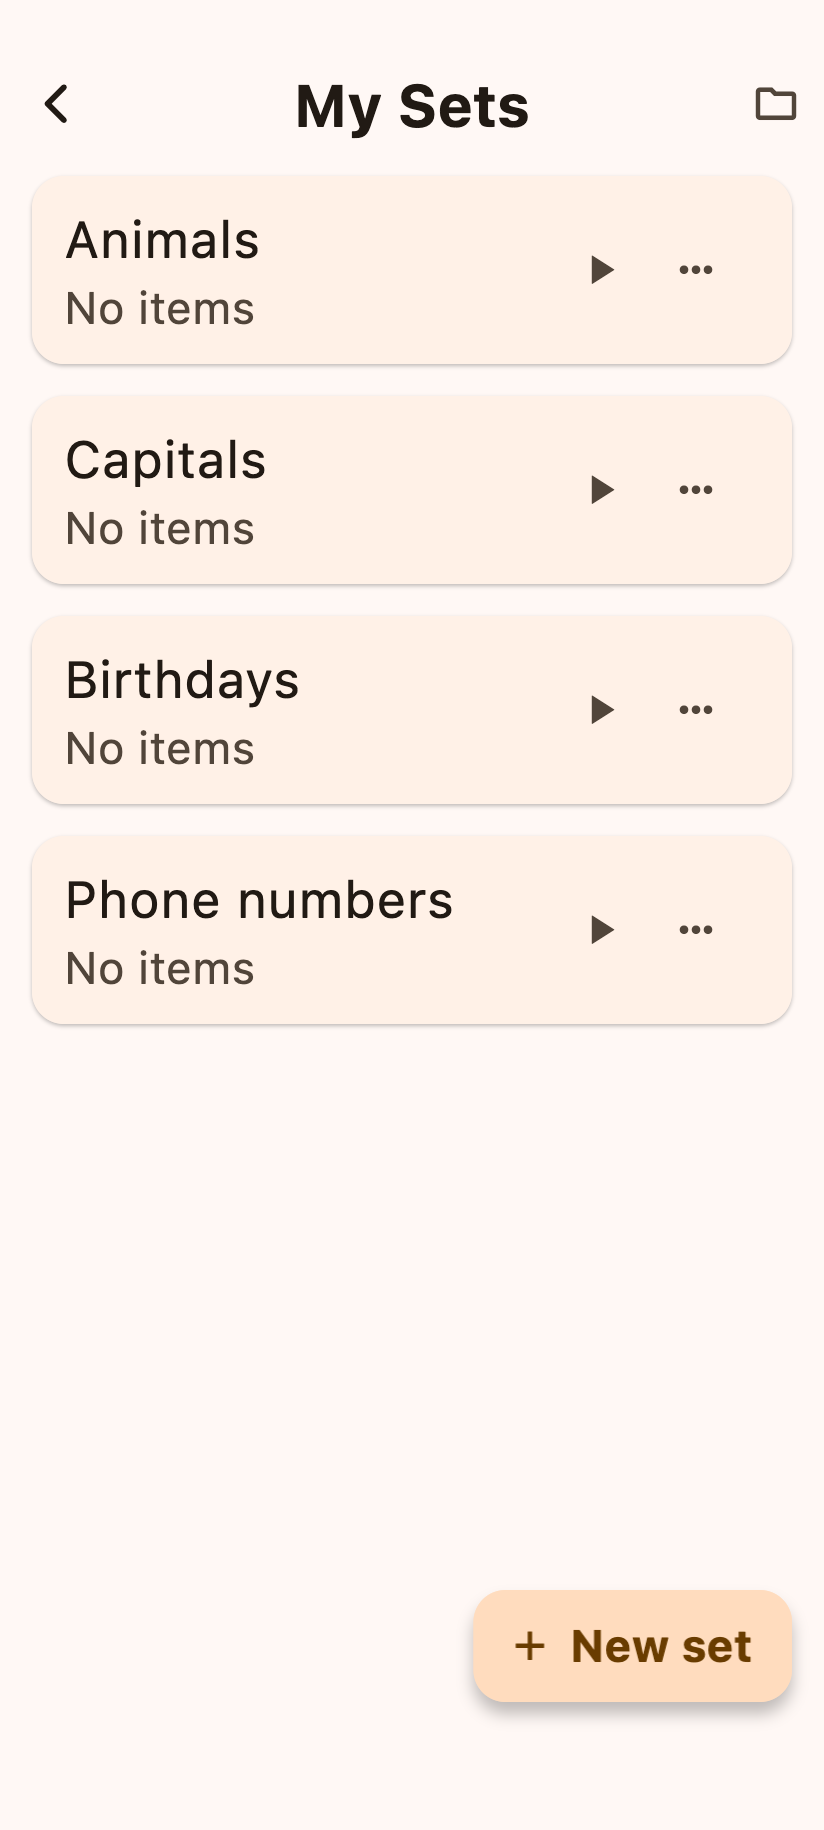 My Sets
Animals
No items
Capitals
No items
Birthdays
No items
Phone numbers
No items
+ New set